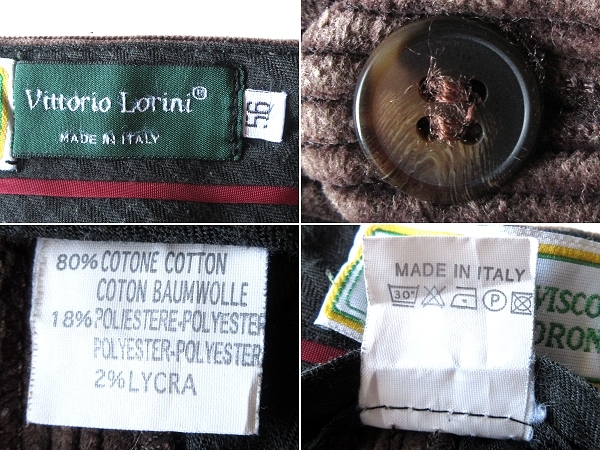 Vittorio Lorini®
MADE IN ITALY
56
80% COTONE COTTON
COTON BAUMWOLLE
18% POLIESTERE-POLYESTER
POLYESTER-POLYESTER
2% LYCRA
MADE IN ITALY
30°
P
VISCO
ORON